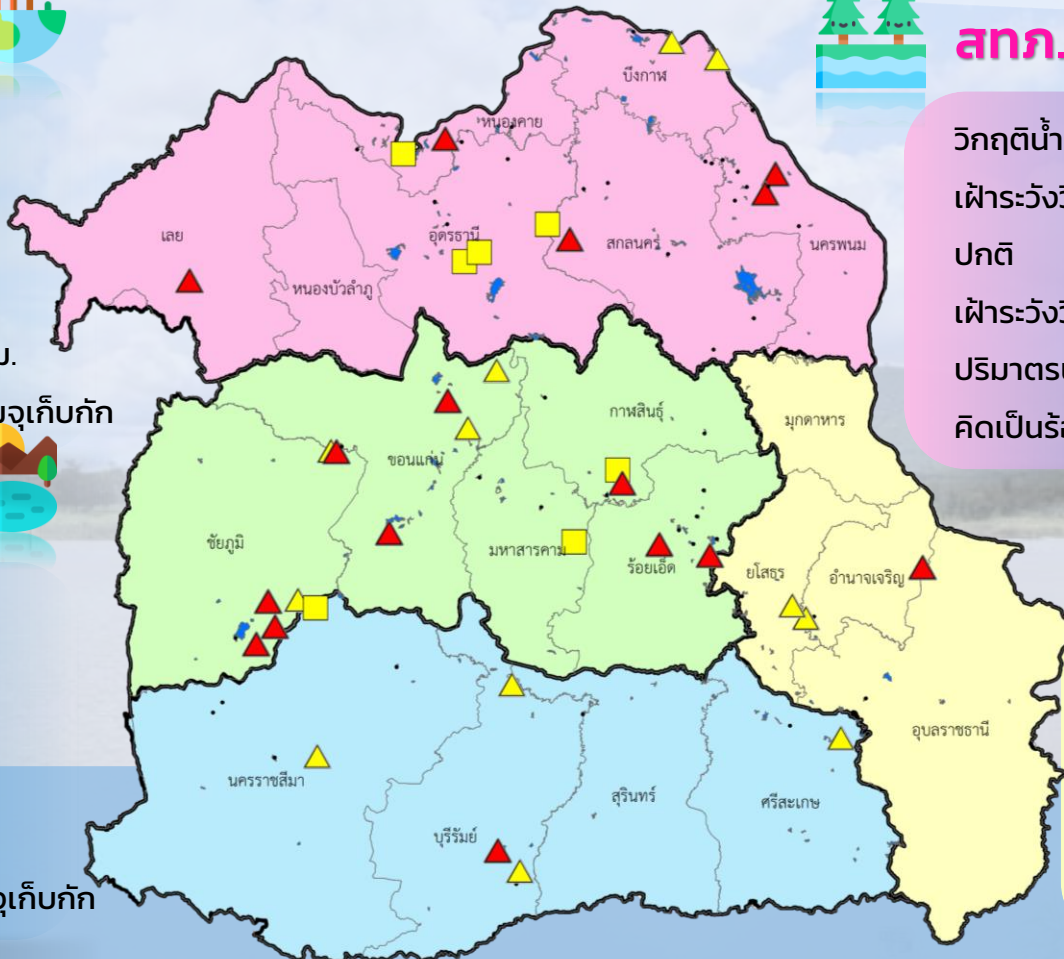 สทภ.
วิกฤติน้ำ
เฝ้าระวัง
ปกติ
เฝ้าระวัง
ปริมาตร
คิดเป็น
ม.
จุเก็บกัก
จุเก็บกัก
บึงกาฬ
หนองคาย
เลย
อุดรธานี
สกลนคร
นครพนม
หนองบัวลำภู
กาฬสินธุ์
มุกดาหาร
ขอนแก่น
ชัยภูมิ
มหาสารคาม
ร้อยเอ็ด
ยโสธร
อำนาจเจริญ
อุบลราชธานี
นครราชสีมา
สุรินทร์
ศรีสะเกษ
บุรีรัมย์